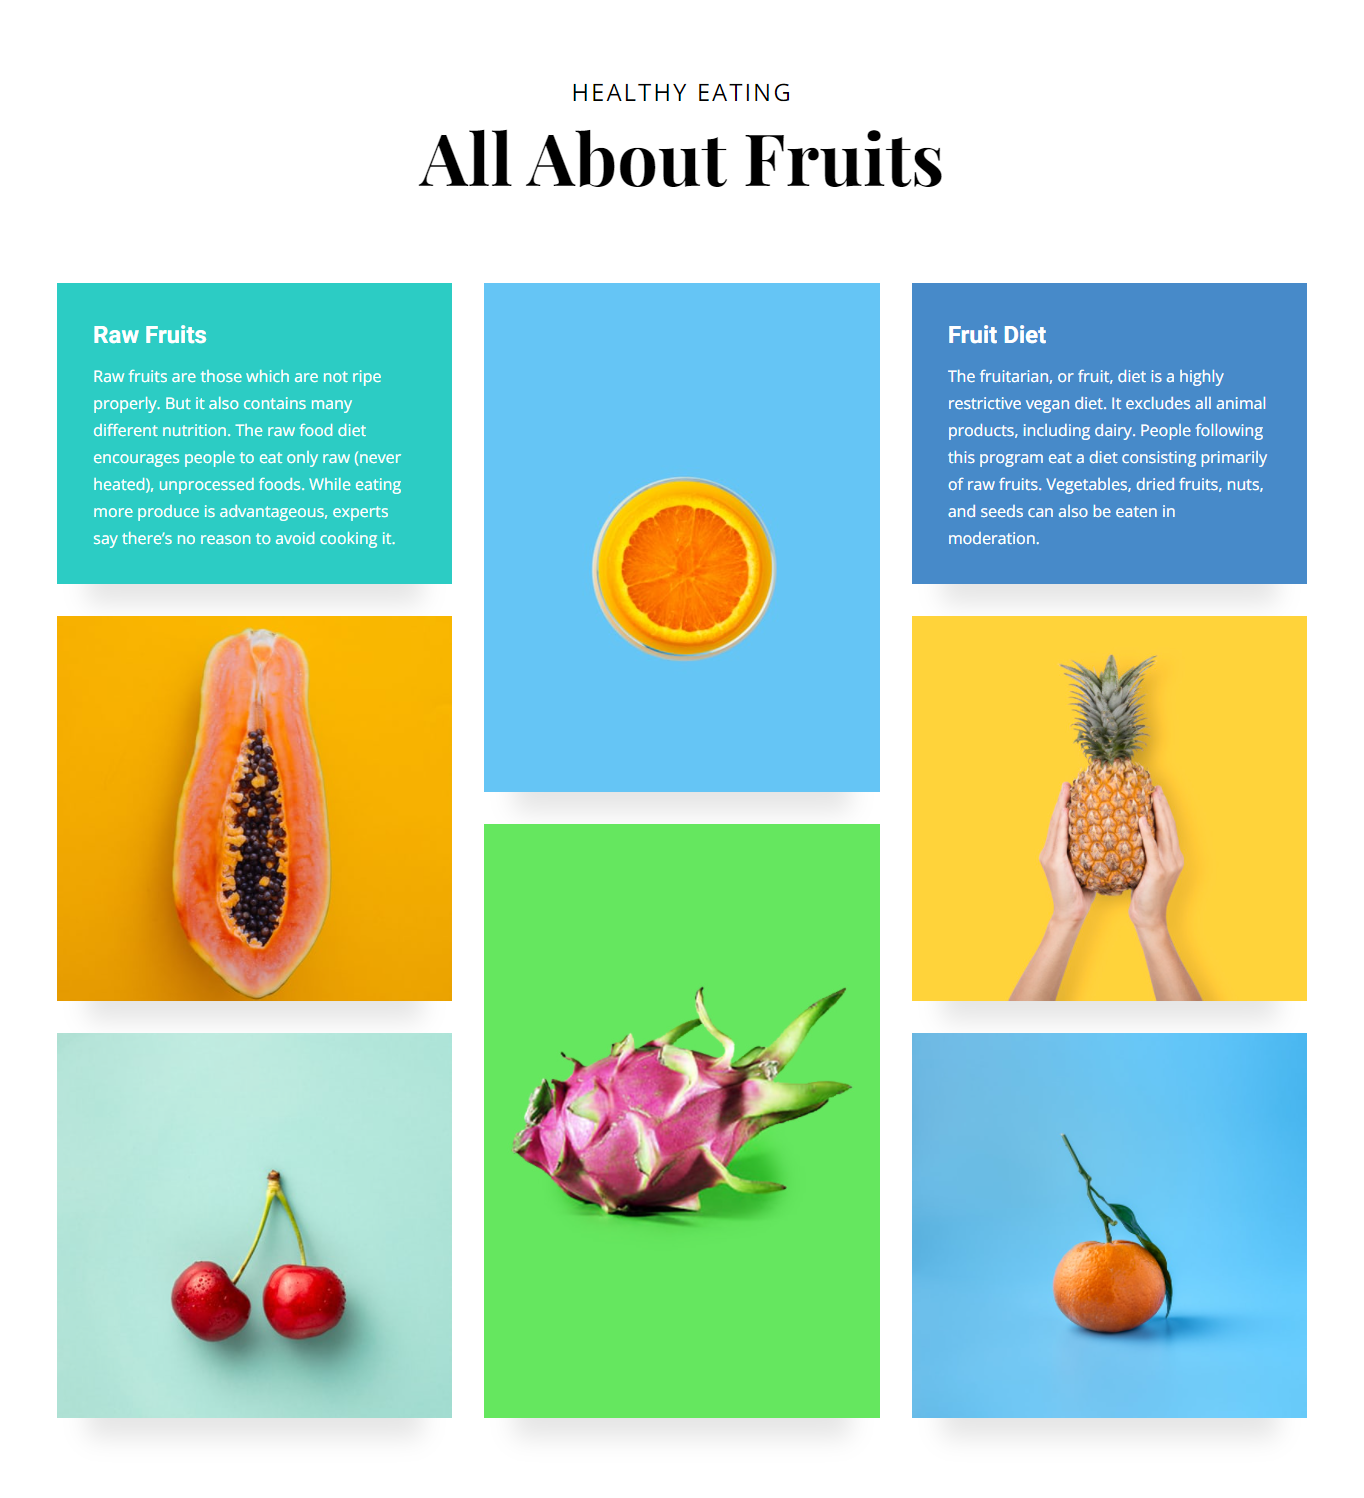 HEALTHY EATING
All About Fruits
Raw Fruits
Raw fruits are those which are not ripe
properly. But it also contains many
different nutrition. The raw food diet
encourages people to eat only raw (never
heated), unprocessed foods. While eating
more produce is advantageous, experts
say there’s no reason to avoid cooking it.
Fruit Diet
The fruitarian, or fruit, diet is a highly
restrictive vegan diet. It excludes all animal
products, including dairy. People following
this program eat a diet consisting primarily
of raw fruits. Vegetables, dried fruits, nuts,
and seeds can also be eaten in
moderation.